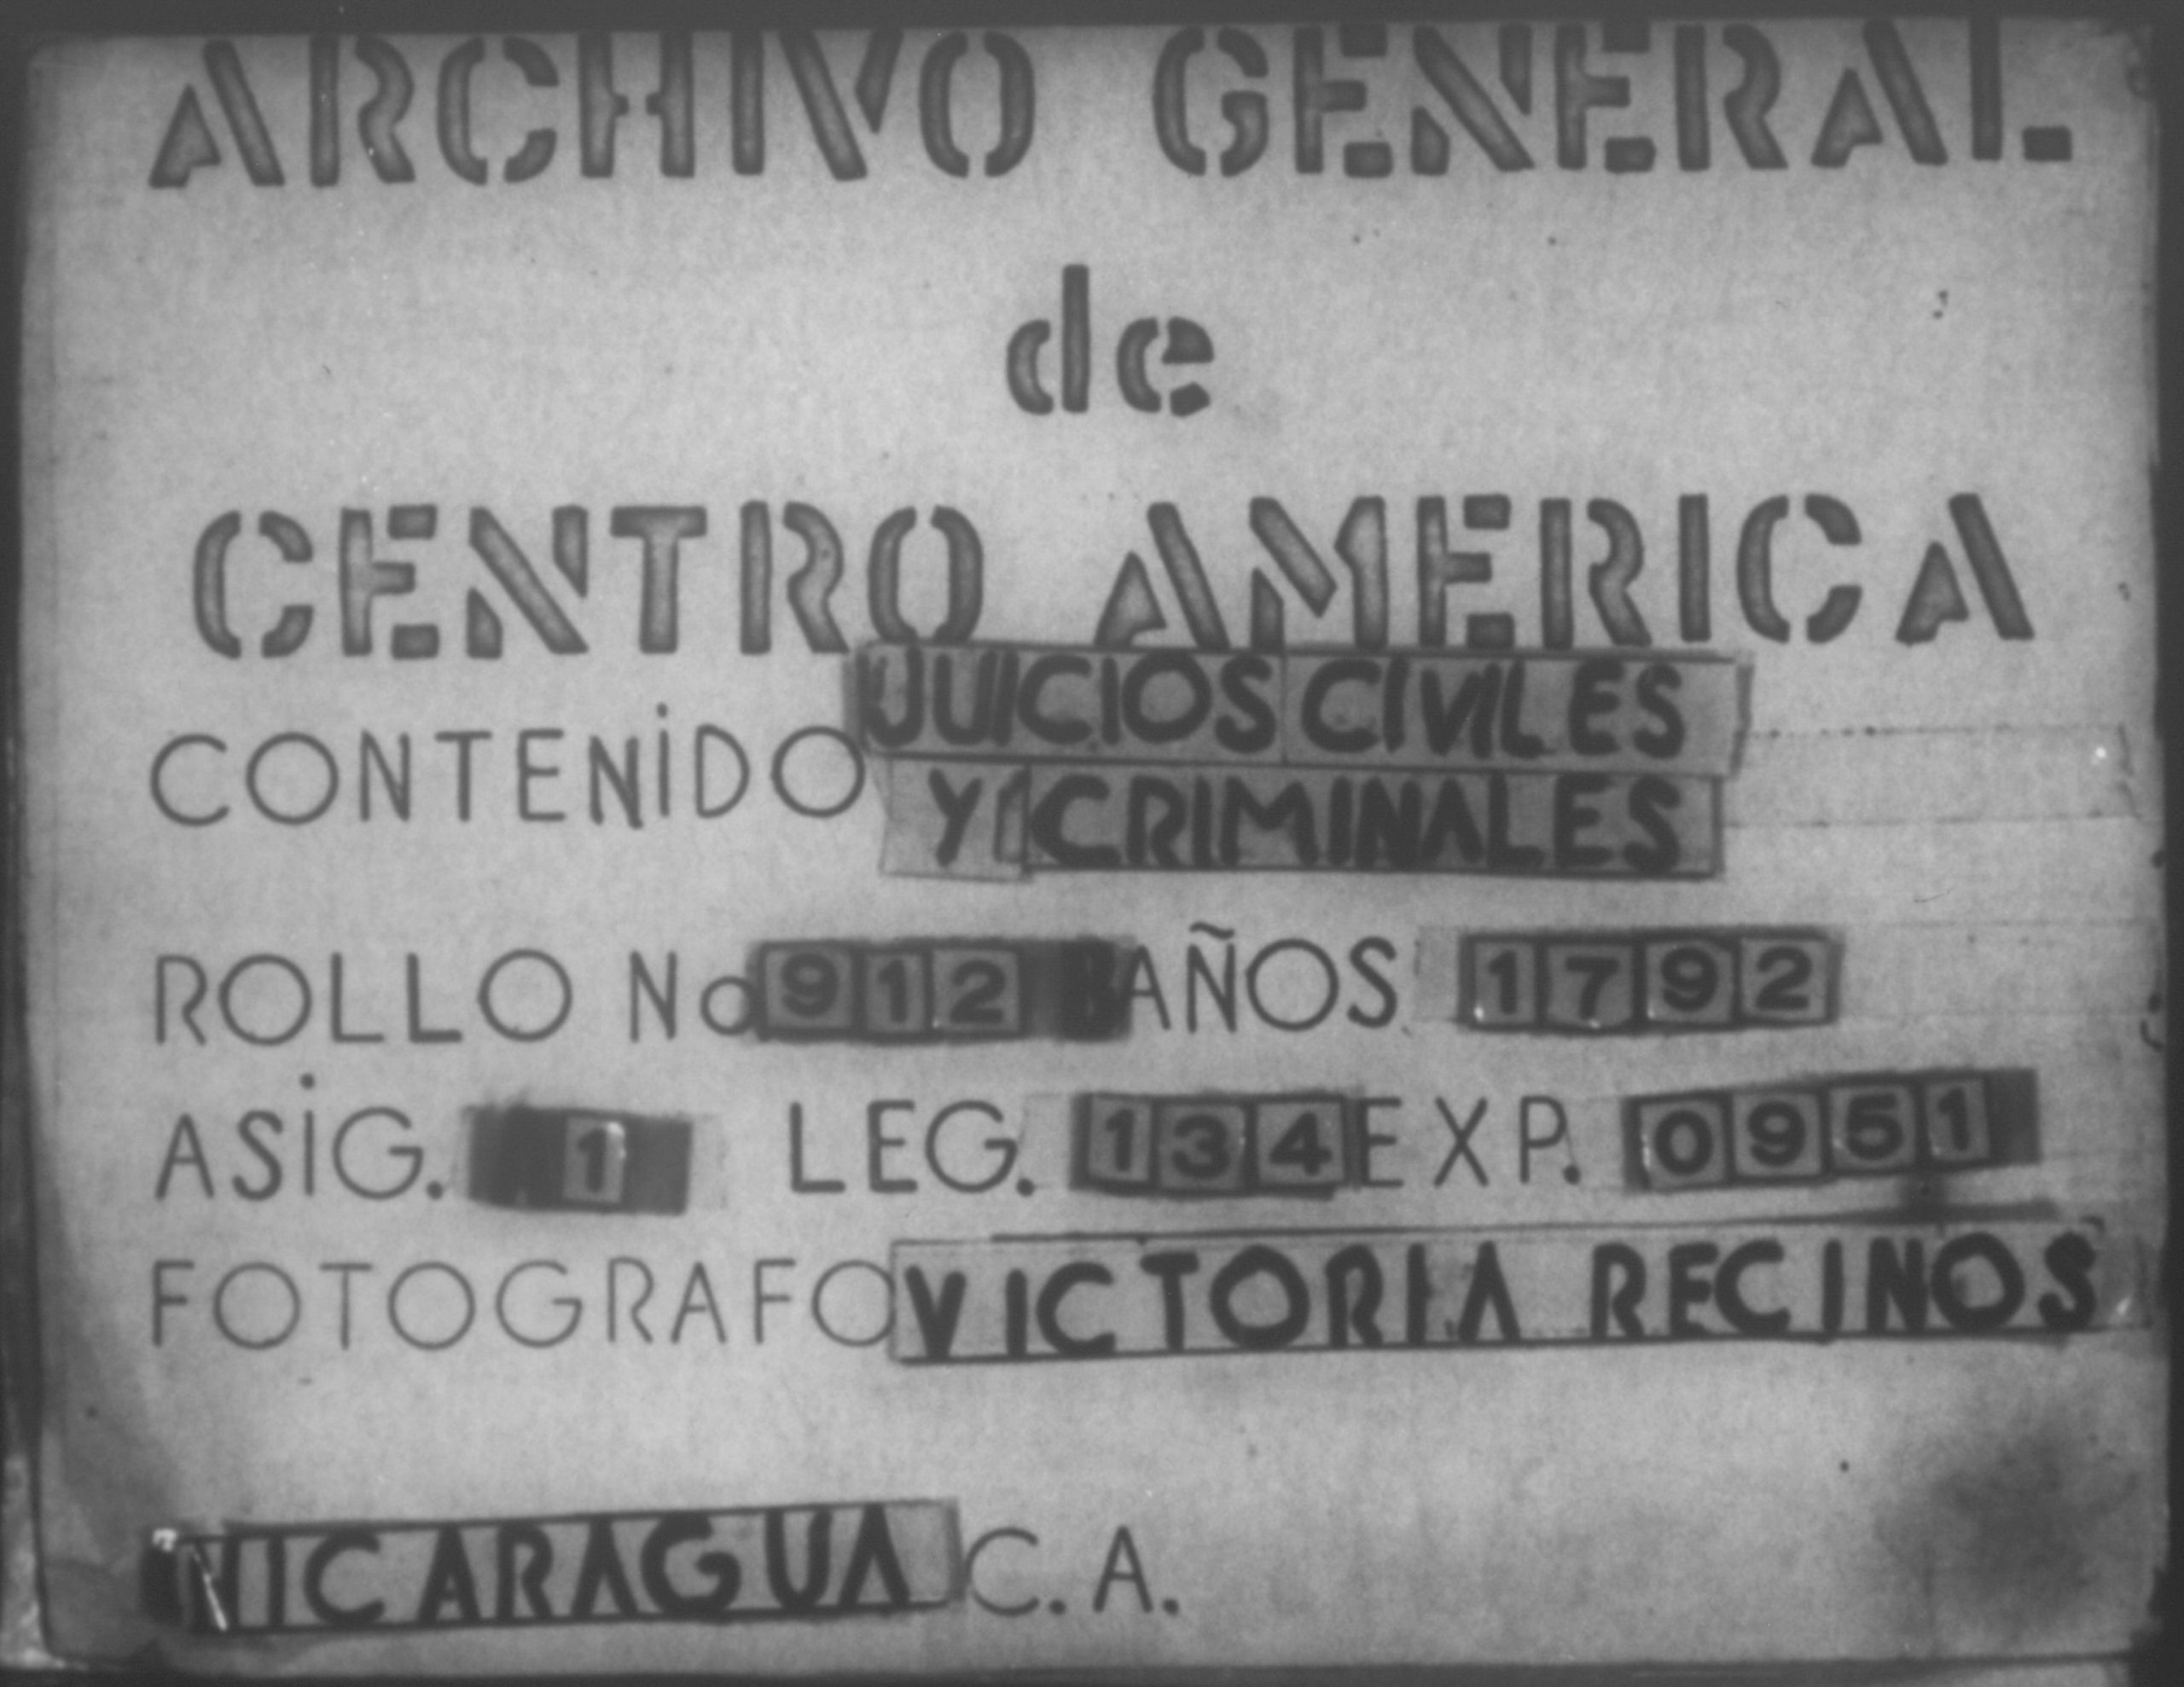 ARCHIVO GENERAL
de
CENTRO AMERICA
CONTENIDO JUICIOS CIVILES
Y CRIMINALES
ROLLO No 912 AÑOS 1792
ASIG. 1 LEG. 134 EXP. 0951
FOTOGRAFO VICTORIA RECINOS
NICARAGUA C.A.